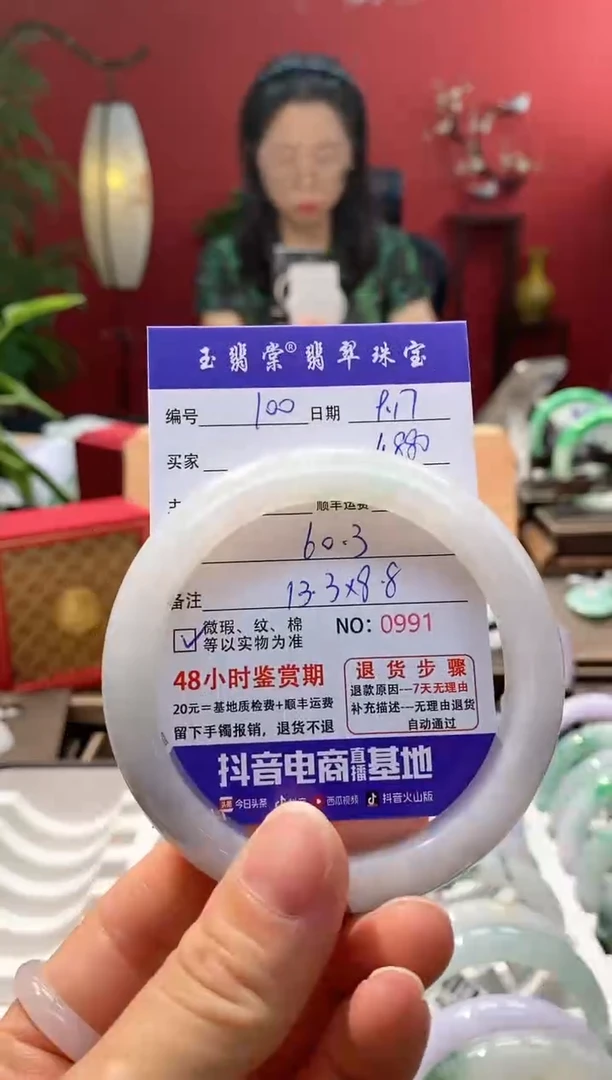 玉翡棠®翡翠珠宝
编号 100 日期 9.17
买家 1.880
顺丰运费
60.3
备注 13.3x8.8
微瑕、纹、棉
等以实物为准
NO: 0991
48小时鉴赏期
20元=基地质检费+顺丰运费
留下手镯报销，退货不退
退货步骤
退款原因---7天无理由
补充描述---无理由退货
自动通过
抖音电商直播基地
头条 今日头条 抖音 西瓜视频 抖音火山版